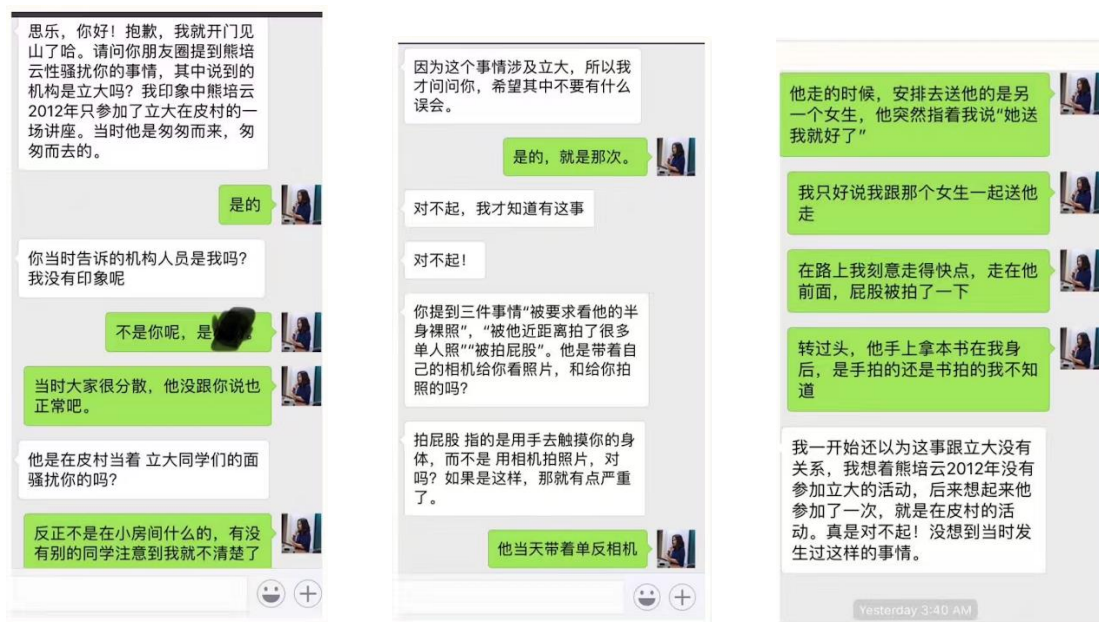 思乐，你好！抱歉，我就开门见
山了哈。请问你朋友圈提到熊培
云性骚扰你的事情，其中说到的
机构是立大吗？我印象中熊培云
2012年只参加了立大在皮村的一
场讲座。当时他是匆匆而来，匆
匆而去的。
是的
你当时告诉的机构人员是我吗？
我没有印象呢
不是你呢，是
当时大家很分散，他没跟你说也
正常吧。
他是在皮村当着 立大同学们的面
骚扰你的吗？
反正不是在小房间什么的，有没
有别的同学注意到我就不清楚了
因为这个事情涉及立大，所以我
才问问你，希望其中不要有什么
误会。
是的，就是那次。
对不起，我才知道有这事
对不起！
你提到三件事情“被要求看他的半
身裸照”，“被他近距离拍了很多
单人照”“被拍屁股”。他是带着自
己的相机给你看照片，和给你拍
照的吗？
拍屁股 指的是用手去触摸你的身
体，而不是 用相机拍照片，对
吗？如果是这样，那就有点严重
了。
他当天带着单反相机
他走的时候，安排去送他的是另
一个女生，他突然指着我说“她送
我就好了”
我只好说我跟那个女生一起送他
走
在路上我刻意走得快点，走在他
前面，屁股被拍了一下
转过头，他手上拿本书在我身
后，是手拍的还是书拍的我不知
道
我一开始还以为这事跟立大没有
关系，我想着熊培云2012年没有
参加立大的活动，后来想起来他
参加了一次，就是在皮村的活
动。真是对不起！没想到当时发
生过这样的事情。
Yesterday 3:40 AM